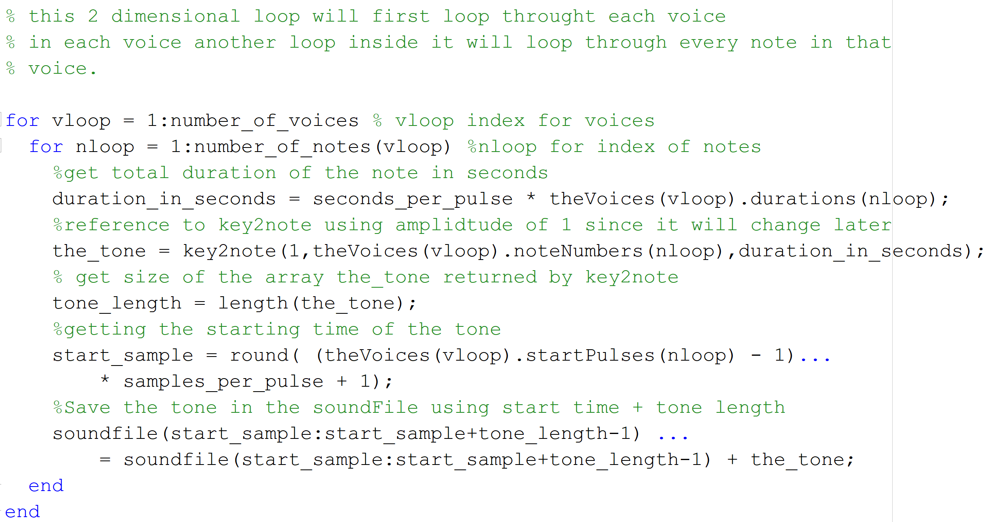 % this 2 dimensional loop will first loop throught each voice
% in each voice another loop inside it will loop through every note in that
% voice.
for vloop = 1:number_of_voices % vloop index for voices
for nloop = 1:number_of_notes(vloop) %nloop for index of notes
%get total duration of the note in seconds
duration_in_seconds = seconds_per_pulse * theVoices(vloop).durations(nloop);
%reference to key2note using amplidtude of 1 since it will change later
the_tone = key2note(1,theVoices(vloop).noteNumbers(nloop),duration_in_seconds);
% get size of the array the_tone returned by key2note
tone_length = length(the_tone);
%getting the starting time of the tone
start_sample = round( (theVoices(vloop).startPulses(nloop) - 1)...
* samples_per_pulse + 1);
%Save the tone in the soundFile using start time + tone length
soundfile(start_sample:start_sample+tone_length-1) ...
= soundfile(start_sample:start_sample+tone_length-1) + the_tone;
end
end